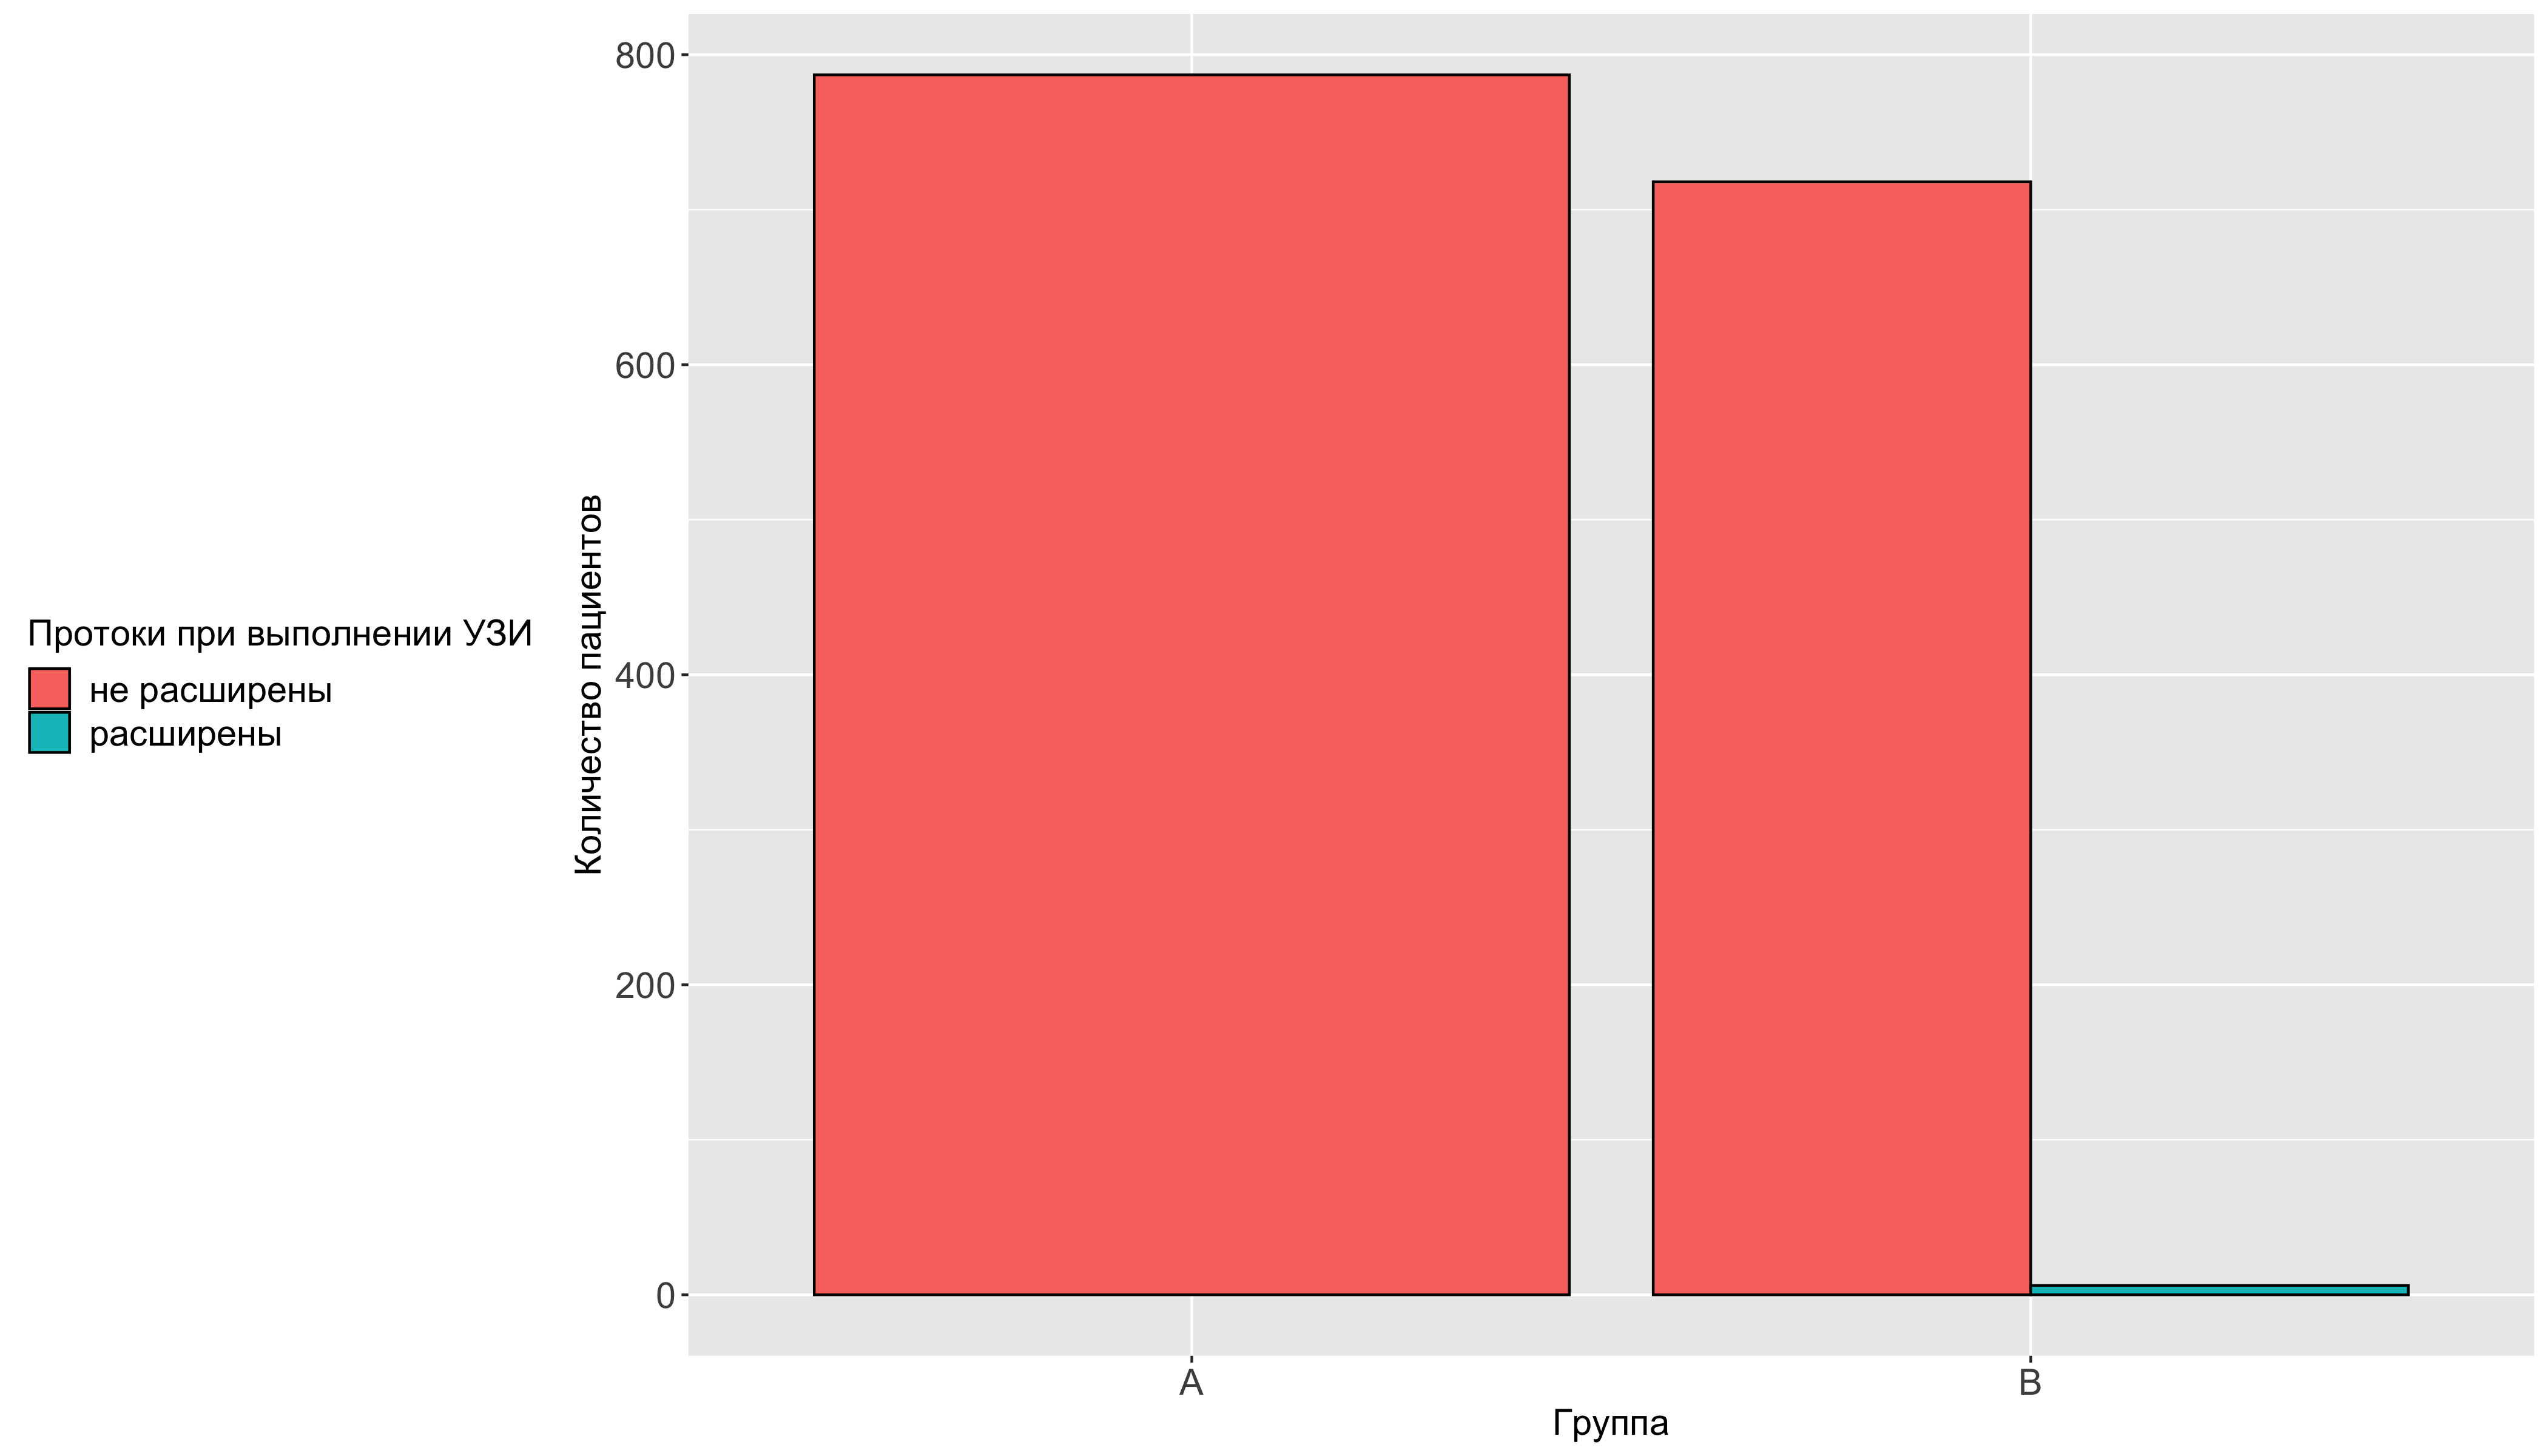 Протоки при выполнении УЗИ
не расширены
расширены
Количество пациентов
800
600
400
200
0
A
B
Группа